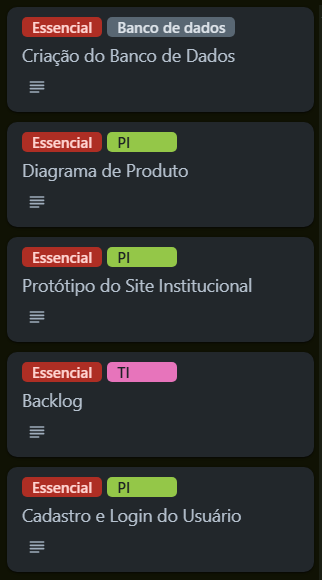 Essencial Banco de dados
Criação do Banco de Dados
Essencial PI
Diagrama de Produto
Essencial PI
Protótipo do Site Institucional
Essencial TI
Backlog
Essencial PI
Cadastro e Login do Usuário